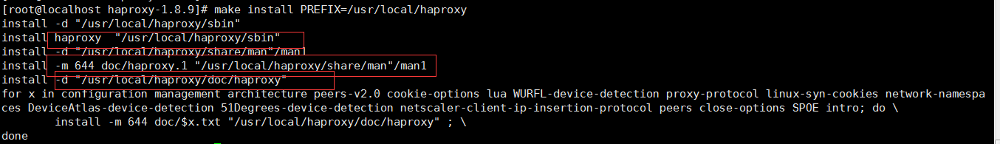 [root@localhost haproxy-1.8.9]# make install PREFIX=/usr/local/haproxy
install -d "/usr/local/haproxy/sbin"
install haproxy  "/usr/local/haproxy/sbin"
install -d "/usr/local/haproxy/share/man"/man1
install -m 644 doc/haproxy.1 "/usr/local/haproxy/share/man"/man1
install -d "/usr/local/haproxy/doc/haproxy"
for x in configuration management architecture peers-v2.0 cookie-options lua WURFL-device-detection proxy-protocol linux-syn-cookies network-namespa
ces DeviceAtlas-device-detection 51Degrees-device-detection netscaler-client-ip-insertion-protocol peers close-options SPOE intro; do \
        install -m 644 doc/$x.txt "/usr/local/haproxy/doc/haproxy" ; \
done